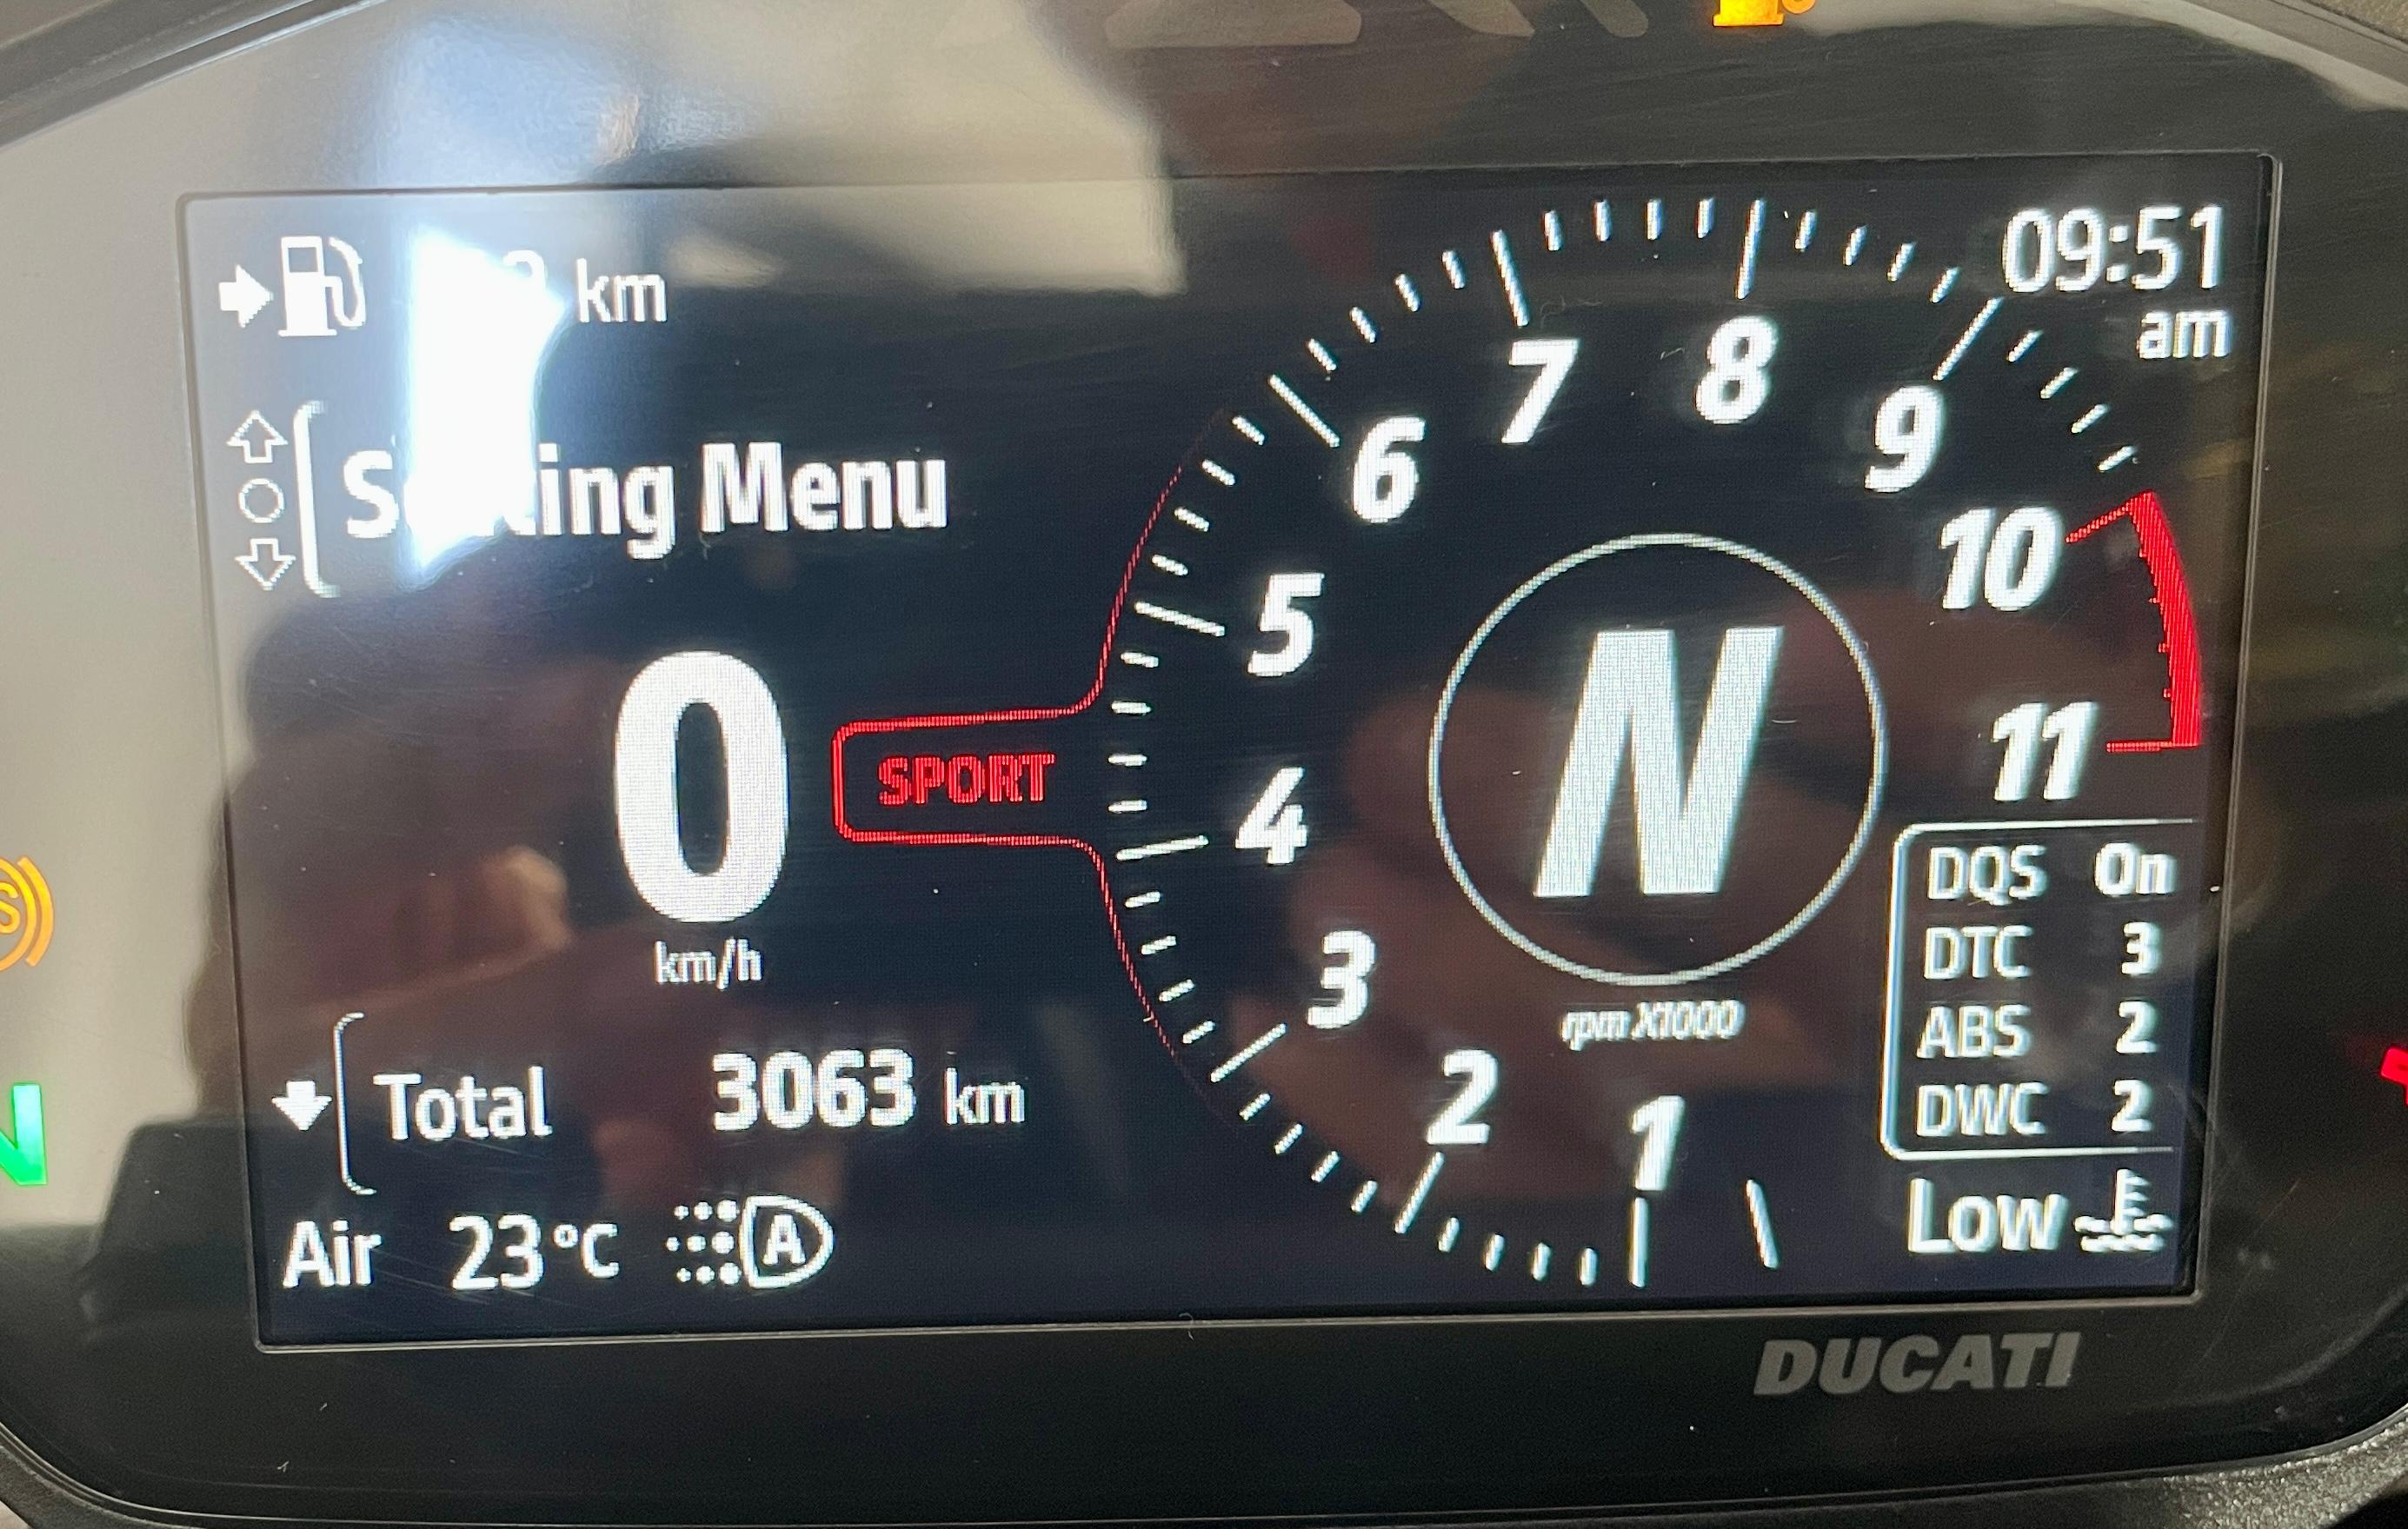 km
09:51
am
Setting Menu
7
8
6
9
10
5
0
SPORT
N
11
4
km/h
DQS On
DTC 3
3
ABS 2
rpm X1000
DWC 2
2
1
Total 3063 km
Low
Air 23°C A
DUCATI
N